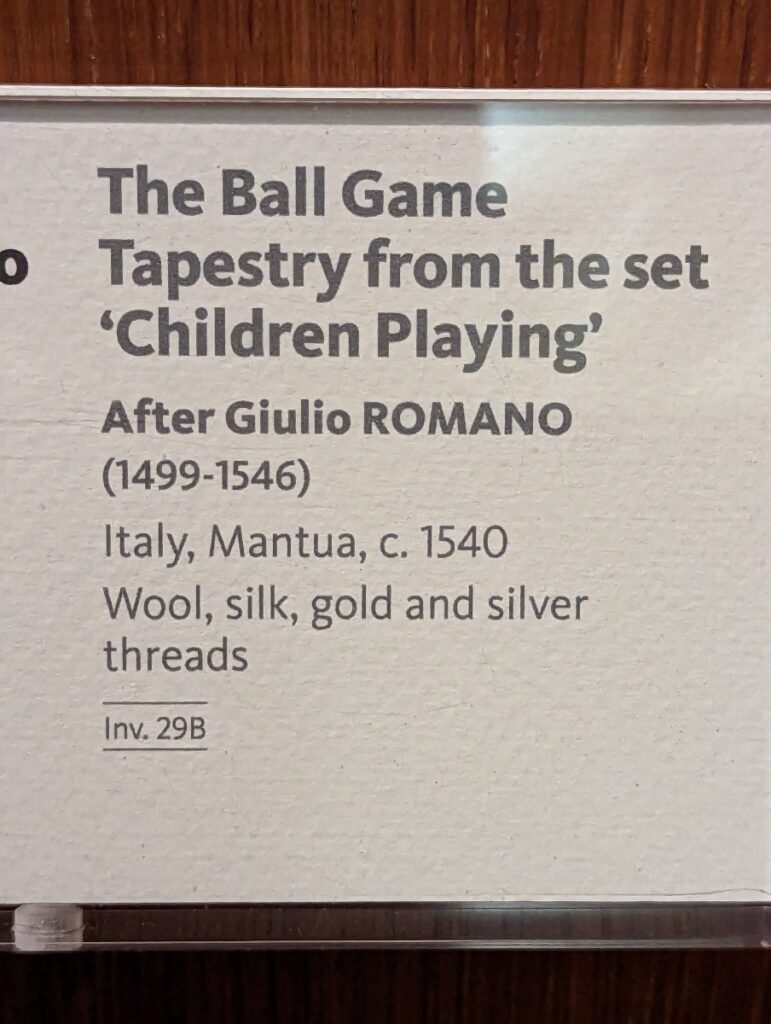 The Ball Game
Tapestry from the set
‘Children Playing’
After Giulio ROMANO
(1499-1546)
Italy, Mantua, c. 1540
Wool, silk, gold and silver
threads
Inv. 29B